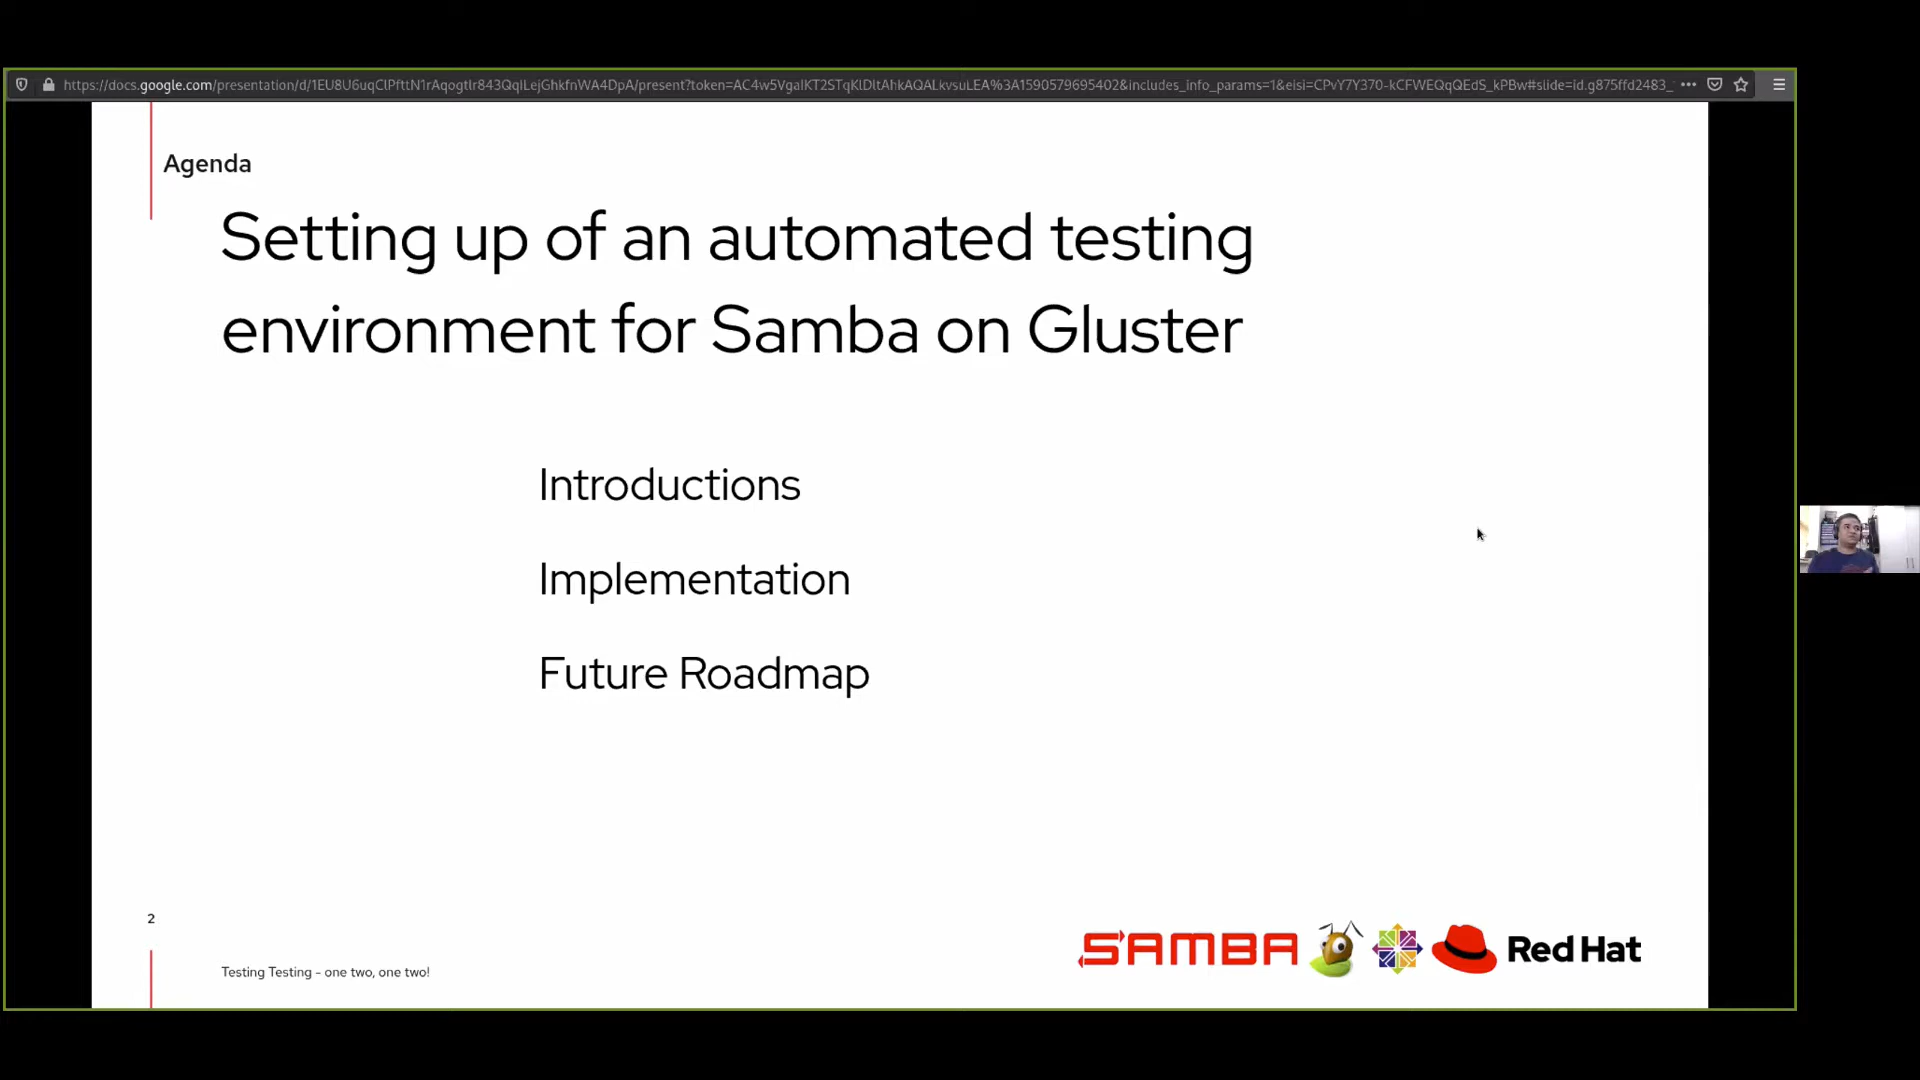 Agenda
Setting up of an automated testing
environment for Samba on Gluster
Introductions
Implementation
Future Roadmap
2
Testing Testing - one two, one two!
SAMBA
Red Hat